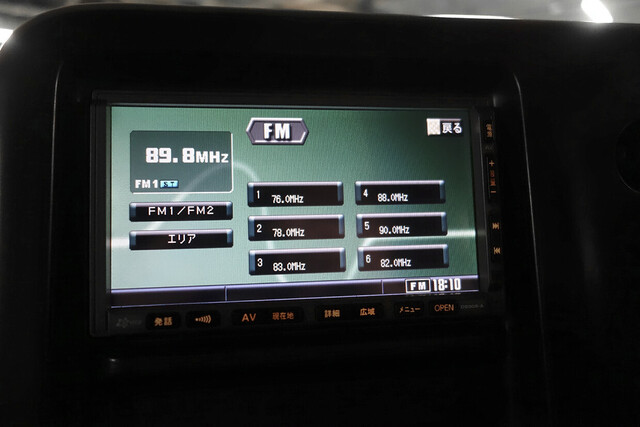 FM
戻る
89.8MHz
FM1 ST
FM1/FM2
エリア
1 76.0MHz
4 88.0MHz
2 78.0MHz
5 90.0MHz
3 83.0MHz
6 82.0MHz
FM 18:10
発話
AV
現在地
詳細
広域
メニュー
OPEN